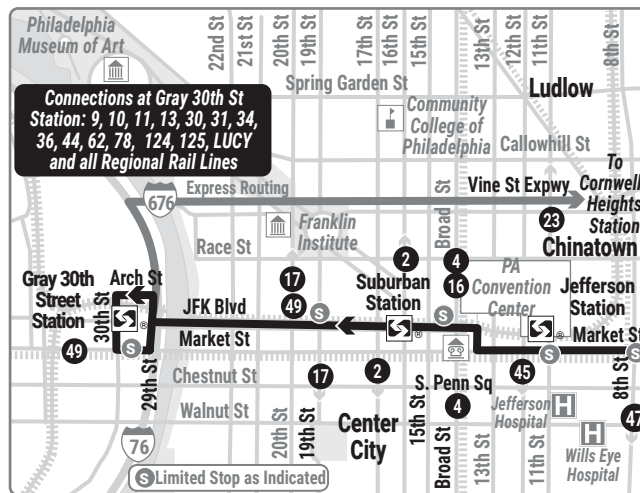 Philadelphia
Museum of Art
22nd St
21st St
20th St
19th St
17th St
16th St
15th St
13th St
12th St
11th St
8th St
Spring Garden St
Ludlow
Connections at Gray 30th St
Station: 9, 10, 11, 13, 30, 31, 34,
36, 44, 62, 78, 124, 125, LUCY
and all Regional Rail Lines
Community
College of
Philadelphia
Callowhill St
To
Cornwell
Heights
Station
Express Routing
Vine St Expwy
676
Broad St
23
Franklin
Institute
Chinatown
Race St
2
4
17
16
PA
Convention
Center
Gray 30th
Street
Station
Arch St
Suburban
Station
Jefferson
Station
30th St
49
JFK Blvd
S
S
®
®
®
Market St
Market St
49
S
S
S
29th St
Chestnut St
17
2
S. Penn Sq
45
8th St
Walnut St
4
Jefferson
Hospital
H
47
20th St
19th St
Center
City
15th St
Broad St
13th St
11th St
H
Wills Eye
Hospital
76
S Limited Stop as Indicated